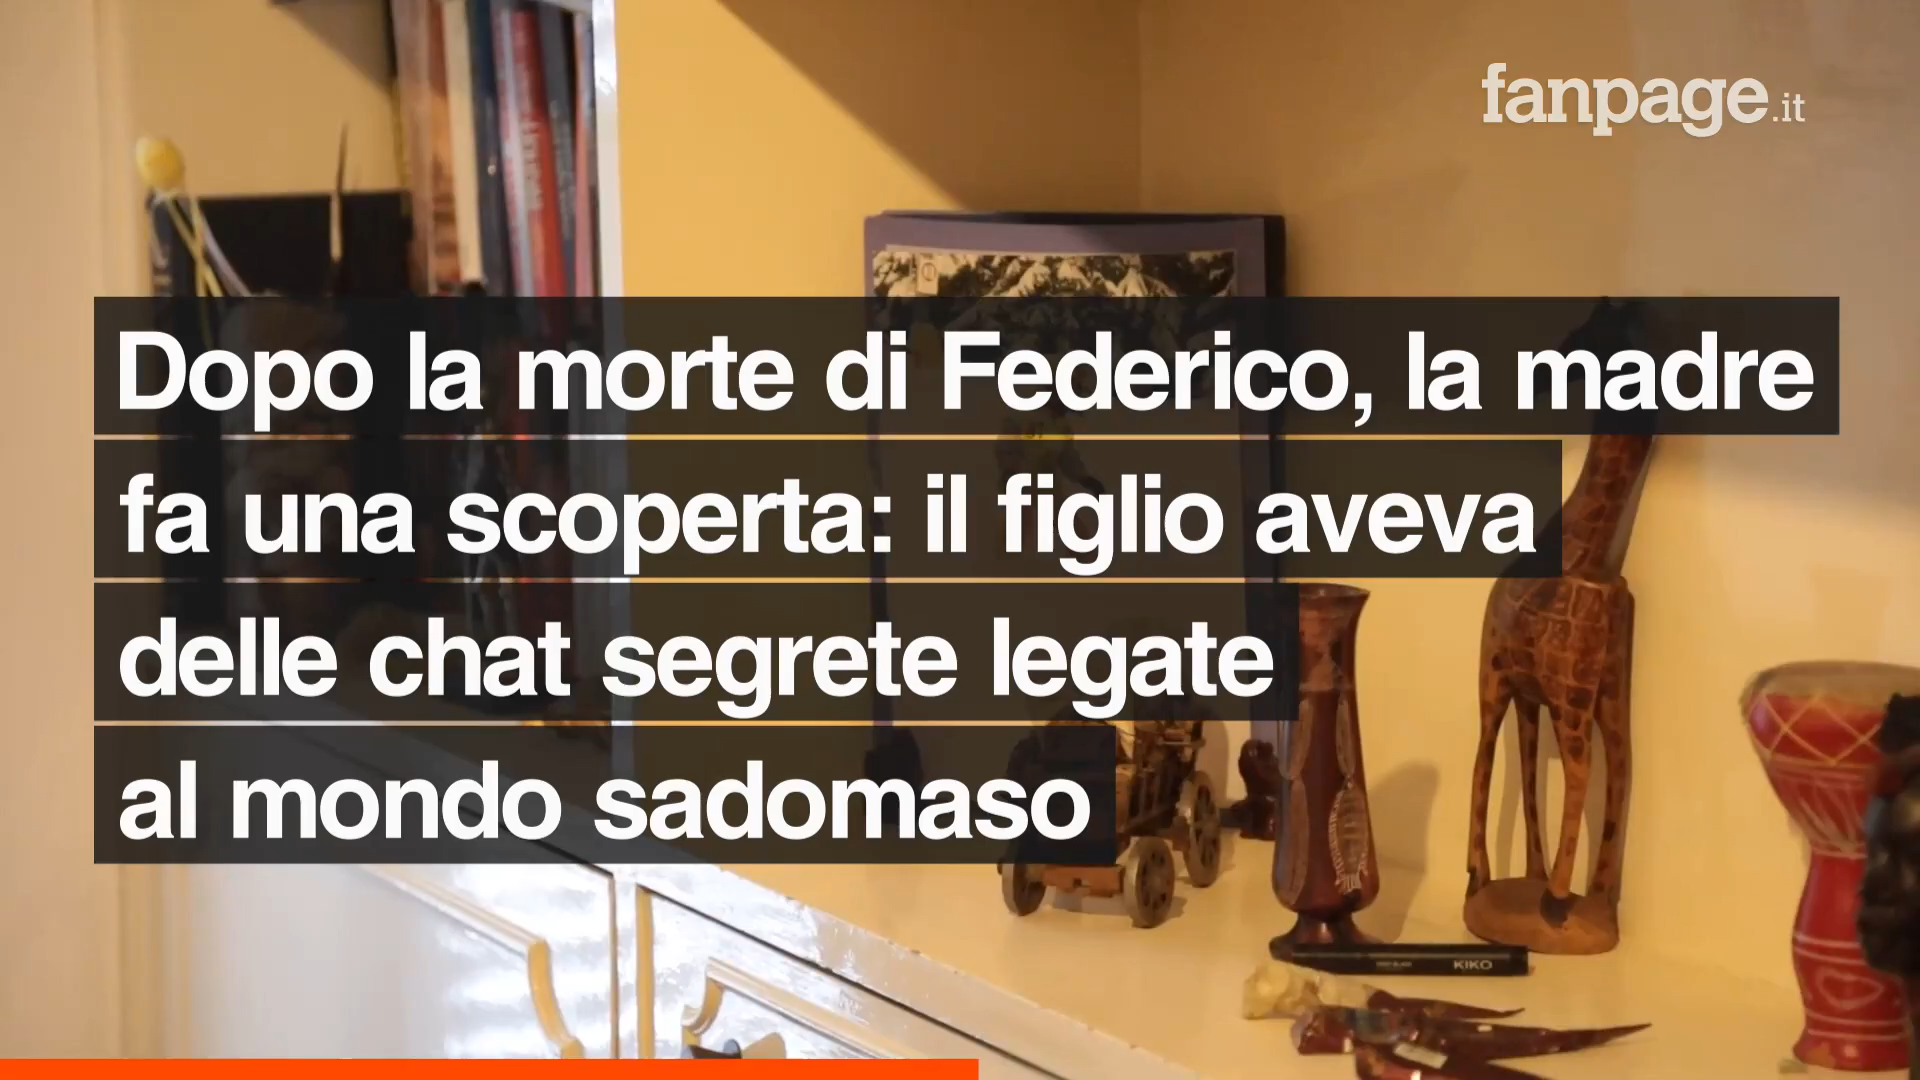 fanpage.it
Dopo la morte di Federico, la madre
fa una scoperta: il figlio aveva
delle chat segrete legate
al mondo sadomaso
KIKO